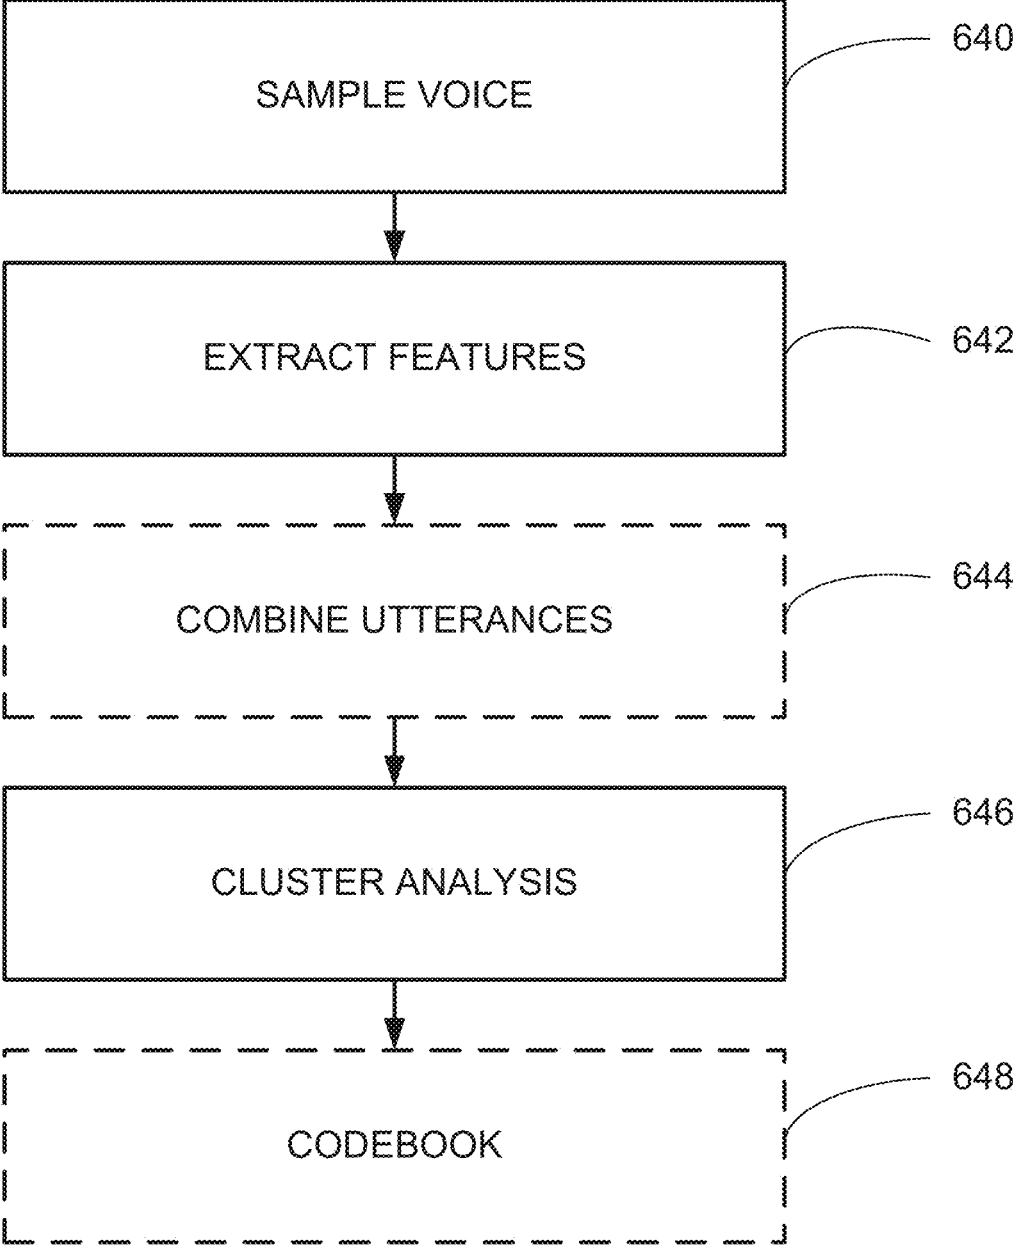 SAMPLE VOICE
640
EXTRACT FEATURES
642
COMBINE UTTERANCES
644
CLUSTER ANALYSIS
646
CODEBOOK
648